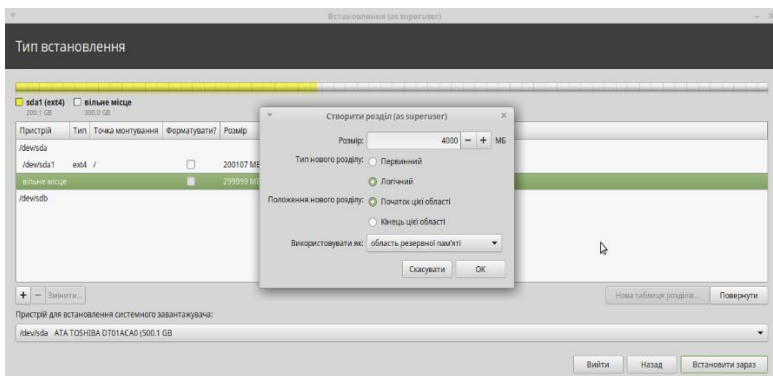 Встановлення (as superuser)
Тип встановлення
sda1 (ext4) вільне місце
200.1 GB 300.0 GB
Пристрій Тип Точка монтування Форматувати? Розмір
/dev/sda
/dev/sda1 ext4 / 200107 МБ
вільне місце 299999 МБ
/dev/sdb
Створити розділ (as superuser)
Розмір: 4000 − + МБ
Тип нового розділу: Первинний
Логічний
Положення нового розділу: Початок цієї області
Кінець цієї області
Використовувати як: область резервної пам'яті
Скасувати OK
+ − Змінити...
Нова таблиця розділів... Повернути
Пристрій для встановлення системного завантажувача:
/dev/sda ATA TOSHIBA DT01ACA0 (500.1 GB
Вийти Назад Встановити зараз